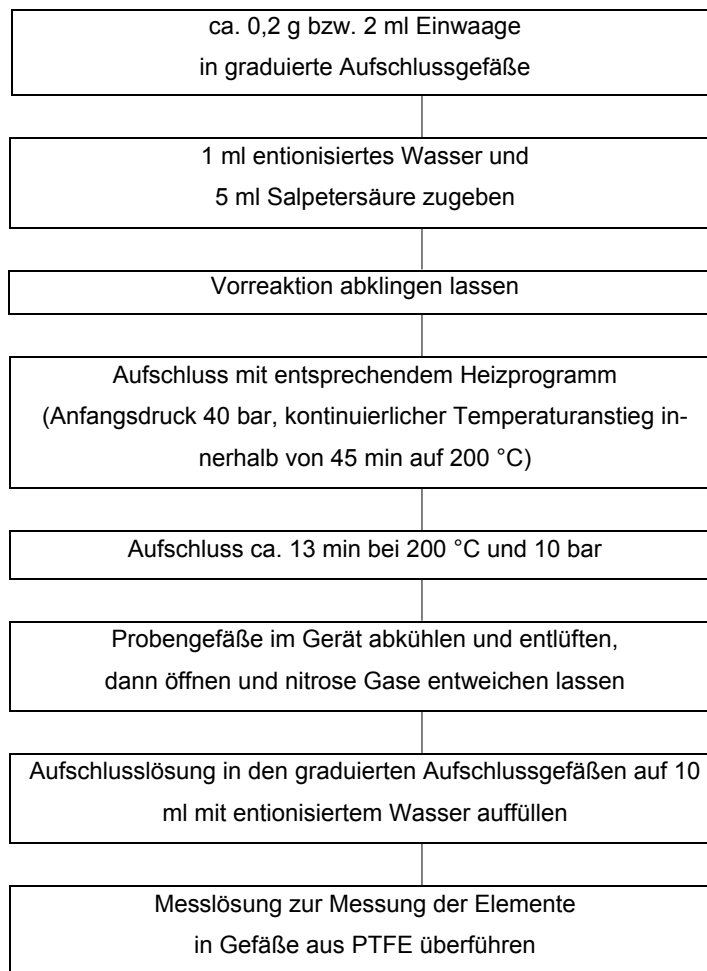 ca. 0,2 g bzw. 2 ml Einwaage
in graduierte Aufschlussgefäße
1 ml entionisiertes Wasser und
5 ml Salpetersäure zugeben
Vorreaktion abklingen lassen
Aufschluss mit entsprechendem Heizprogramm
(Anfangsdruck 40 bar, kontinuierlicher Temperaturanstieg in-
nerhalb von 45 min auf 200 °C)
Aufschluss ca. 13 min bei 200 °C und 10 bar
Probengefäße im Gerät abkühlen und entlüften,
dann öffnen und nitrose Gase entweichen lassen
Aufschlusslösung in den graduierten Aufschlussgefäßen auf 10
ml mit entionisiertem Wasser auffüllen
Messlösung zur Messung der Elemente
in Gefäße aus PTFE überführen